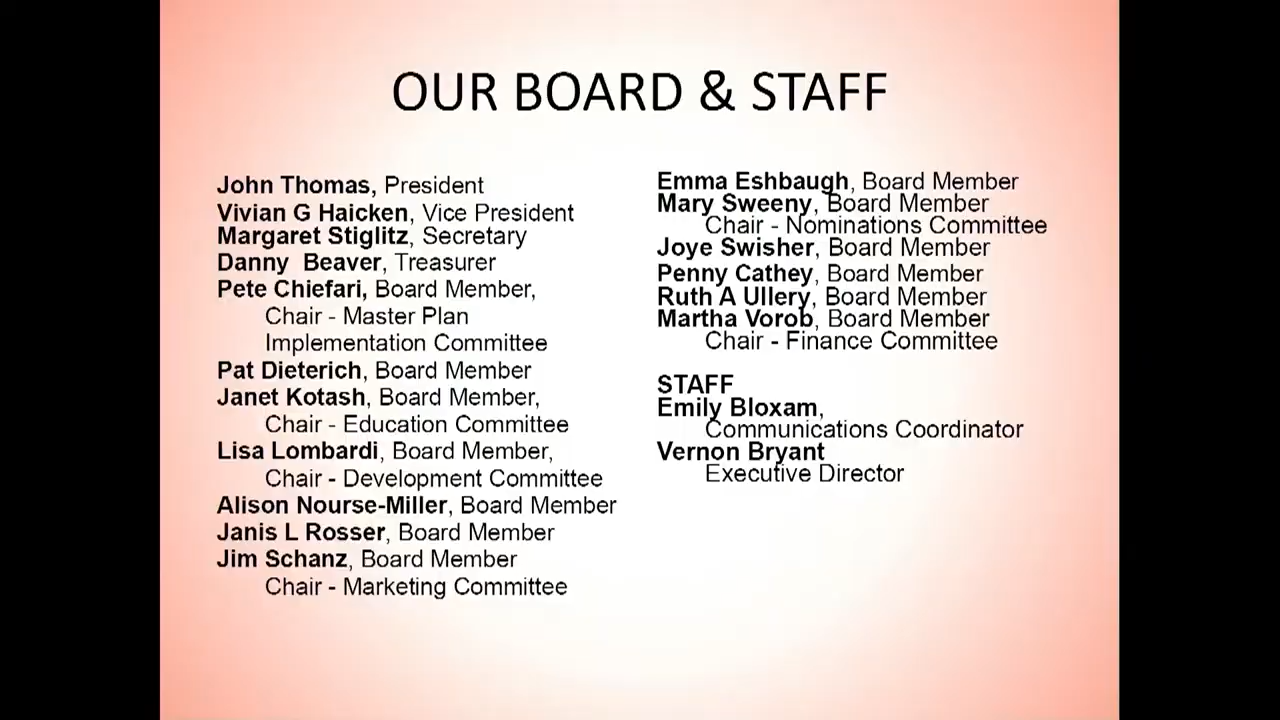 OUR BOARD & STAFF
John Thomas, President
Vivian G Haicken, Vice President
Margaret Stiglitz, Secretary
Danny  Beaver, Treasurer
Pete Chiefari, Board Member,
Chair - Master Plan
Implementation Committee
Pat Dieterich, Board Member
Janet Kotash, Board Member,
Chair - Education Committee
Lisa Lombardi, Board Member,
Chair - Development Committee
Alison Nourse-Miller, Board Member
Janis L Rosser, Board Member
Jim Schanz, Board Member
Chair - Marketing Committee
Emma Eshbaugh, Board Member
Mary Sweeny, Board Member
Chair - Nominations Committee
Joye Swisher, Board Member
Penny Cathey, Board Member
Ruth A Ullery, Board Member
Martha Vorob, Board Member
Chair - Finance Committee
STAFF
Emily Bloxam,
Communications Coordinator
Vernon Bryant
Executive Director